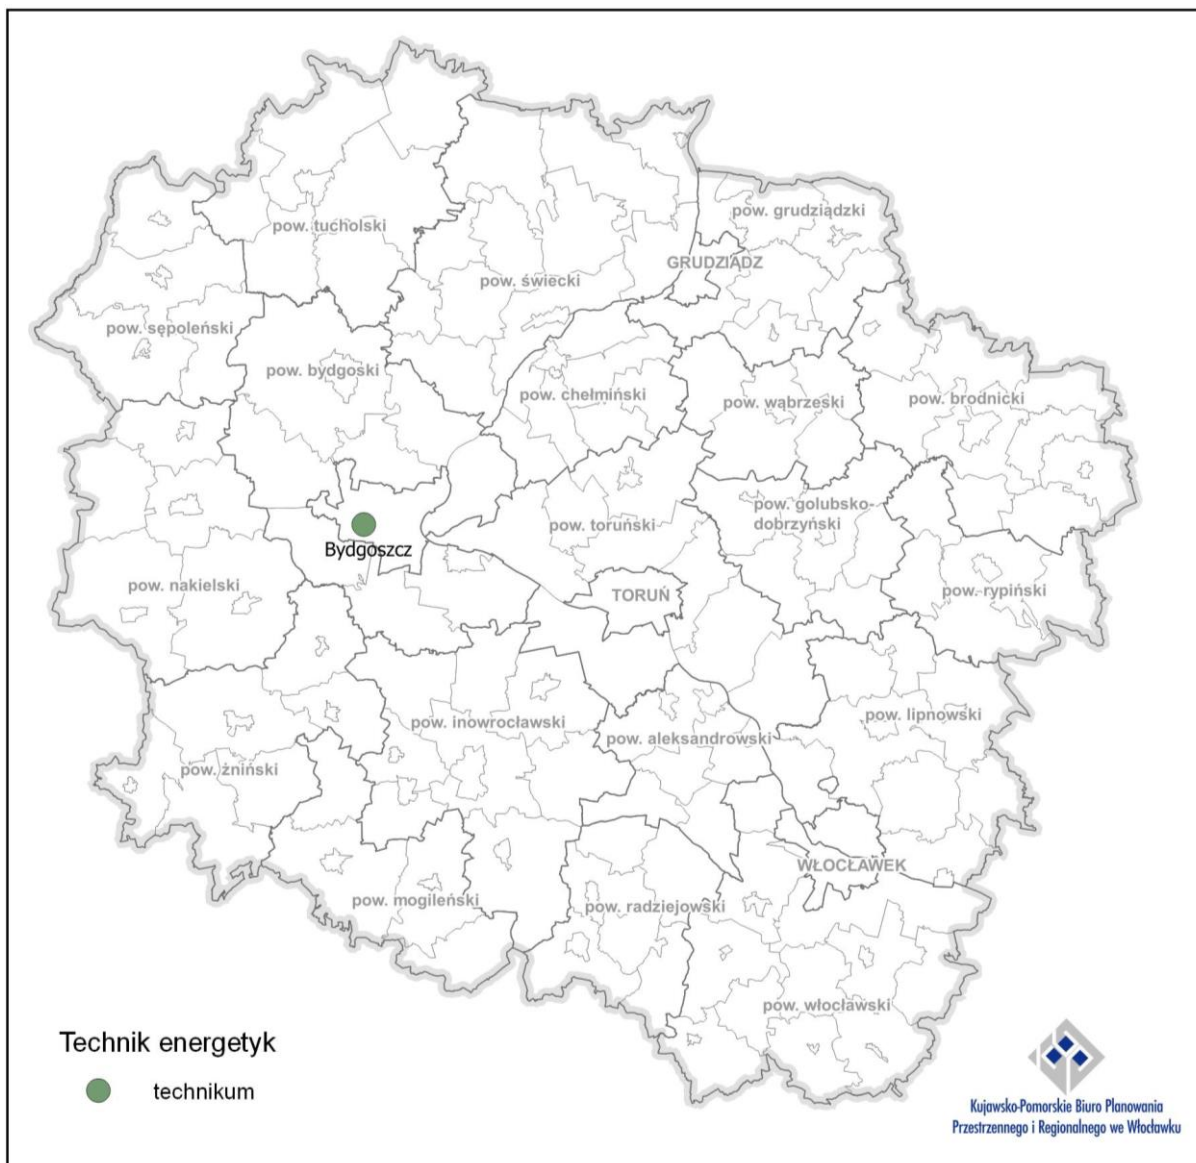 pow. grudziądzki
pow. tucholski
GRUDZIĄDZ
pow. świecki
pow. sępoleński
pow. bydgoski
pow. chełmiński
pow. wąbrzeski
pow. brodnicki
pow. golubsko-
dobrzyński
pow. toruński
Bydgoszcz
pow. nakielski
TORUŃ
pow. rypiński
pow. lipnowski
pow. inowrocławski
pow. aleksandrowski
pow. żniński
WŁOCŁAWEK
pow. mogileński
pow. radziejowski
pow. włocławski
Technik energetyk
technikum
Kujawsko-Pomorskie Biuro Planowania
Przestrzennego i Regionalnego we Włocławku